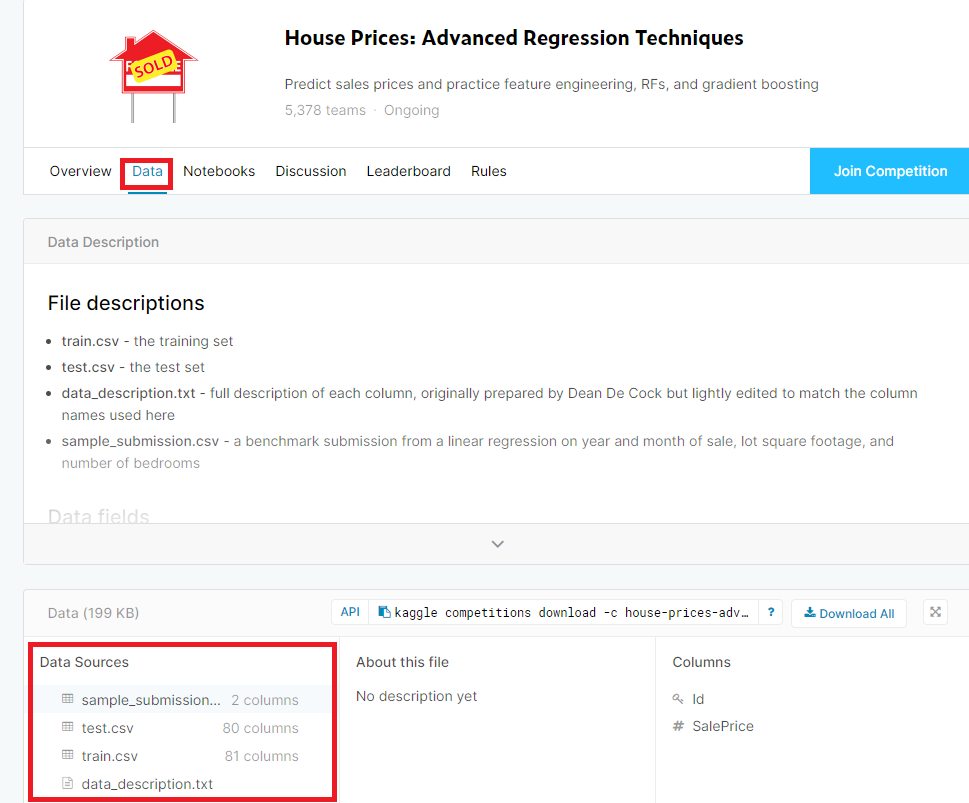 SOLD
House Prices: Advanced Regression Techniques
Predict sales prices and practice feature engineering, RFs, and gradient boosting
5,378 teams · Ongoing
Overview Data Notebooks Discussion Leaderboard Rules Join Competition
Data Description
File descriptions
• train.csv - the training set
• test.csv - the test set
• data_description.txt - full description of each column, originally prepared by Dean De Cock but lightly edited to match the column
names used here
• sample_submission.csv - a benchmark submission from a linear regression on year and month of sale, lot square footage, and
number of bedrooms
Data fields
Data (199 KB) API kaggle competitions download -c house-prices-adv… ? Download All
Data Sources
sample_submission... 2 columns
test.csv 80 columns
train.csv 81 columns
data_description.txt
About this file
No description yet
Columns
Id
# SalePrice